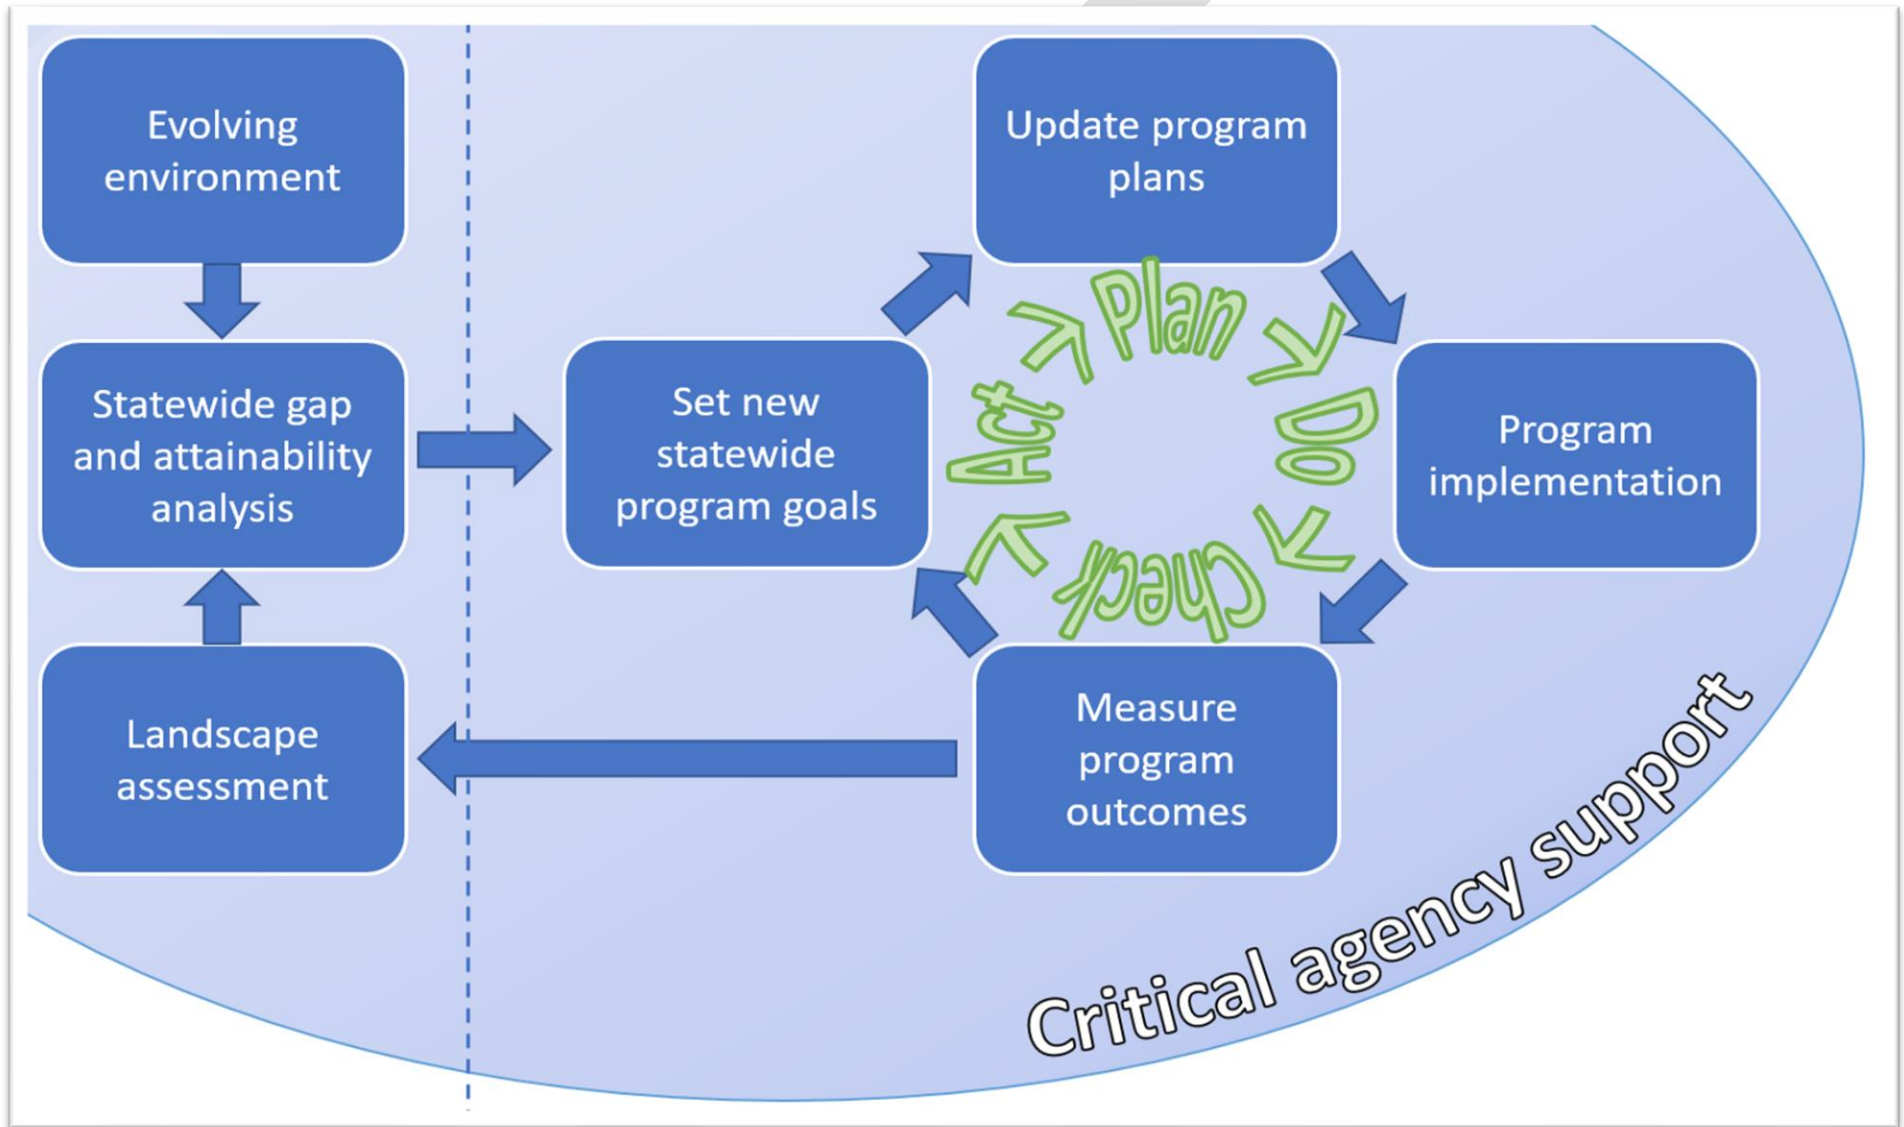 Evolving
environment
Statewide gap
and attainability
analysis
Landscape
assessment
Set new
statewide
program goals
Update program
plans
Program
implementation
Measure
program
outcomes
Plan
Do
Check
Act
Critical agency support